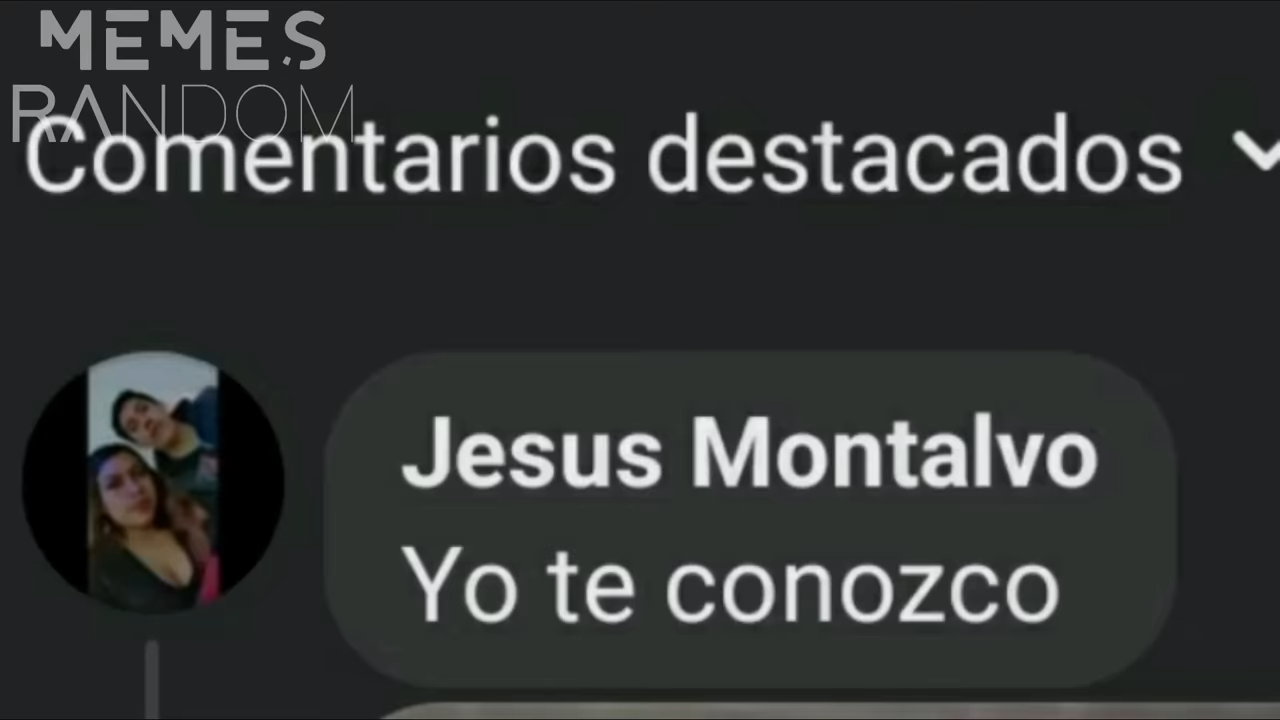 MEMES
RANDOM
Comentarios destacados
Jesus Montalvo
Yo te conozco